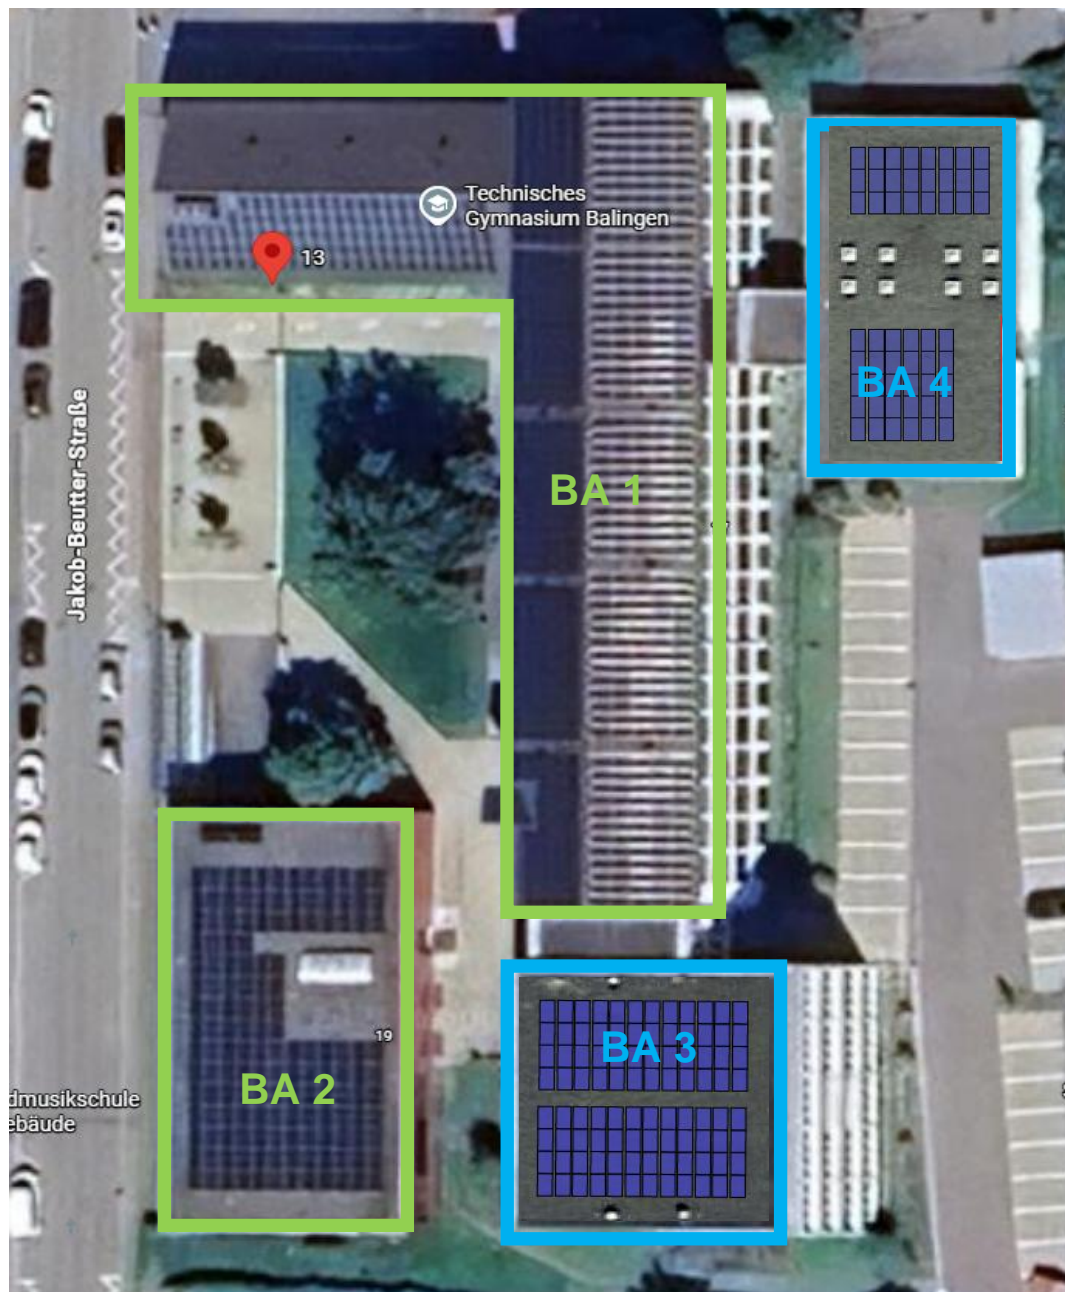 Technisches
Gymnasium Balingen
13
BA 4
Jakob-Beutter-Straße
BA 1
BA 3
19
BA 2
dmusikschule
ebäude